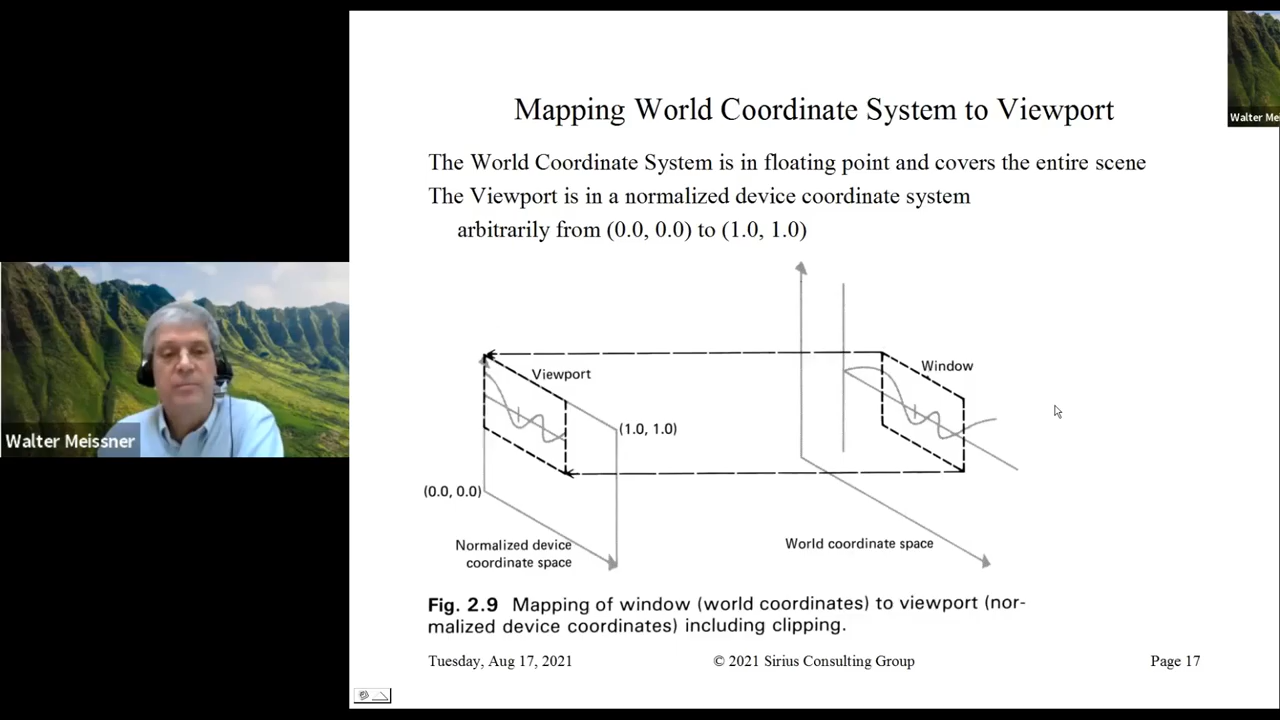 Mapping World Coordinate System to Viewport
The World Coordinate System is in floating point and covers the entire scene
The Viewport is in a normalized device coordinate system
arbitrarily from (0.0, 0.0) to (1.0, 1.0)
Viewport
Window
(1.0, 1.0)
(0.0, 0.0)
Normalized device
coordinate space
World coordinate space
Fig. 2.9 Mapping of window (world coordinates) to viewport (nor-
malized device coordinates) including clipping.
Tuesday, Aug 17, 2021
© 2021 Sirius Consulting Group
Page 17
Walter Meissner
Walter Mei